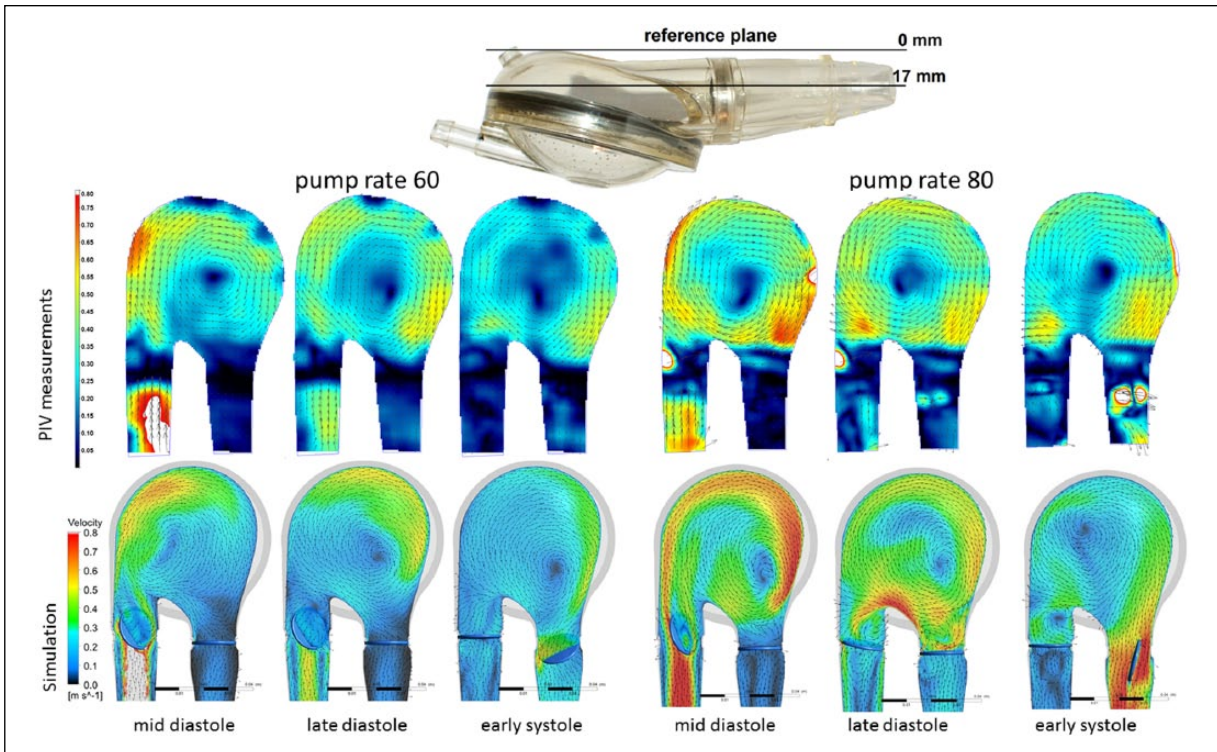 reference plane
0 mm
17 mm
pump rate 60
pump rate 80
PIV measurements
0.80
0.75
0.70
0.65
0.60
0.55
0.50
0.45
0.40
0.35
0.30
0.25
0.20
0.15
0.10
0.05
Simulation
Velocity
0.8
0.7
0.6
0.5
0.4
0.3
0.2
0.1
0.0
[m s^-1]
mid diastole
late diastole
early systole
mid diastole
late diastole
early systole